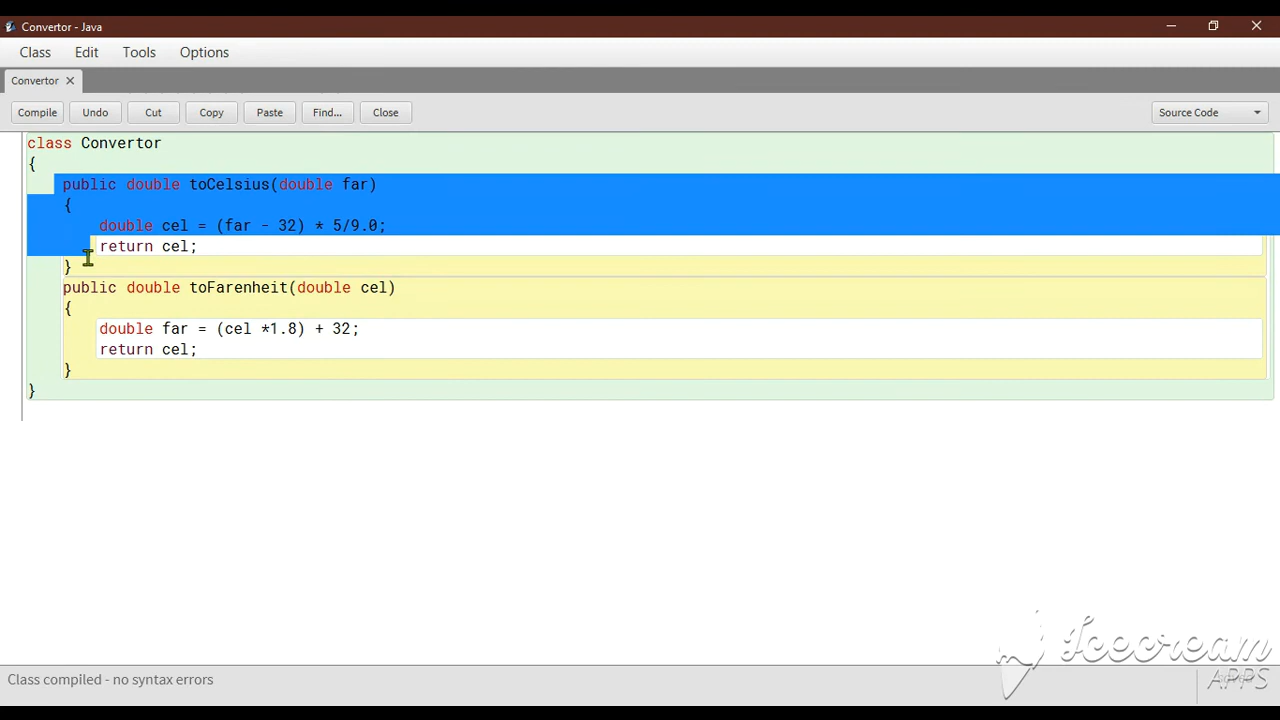 Convertor - Java
Class Edit Tools Options
Convertor
Compile Undo Cut Copy Paste Find... Close Source Code
class Convertor
{
public double toCelsius(double far)
{
double cel = (far - 32) * 5/9.0;
return cel;
}
public double toFarenheit(double cel)
{
double far = (cel *1.8) + 32;
return cel;
}
}
Class compiled - no syntax errors
Icecream
APPS